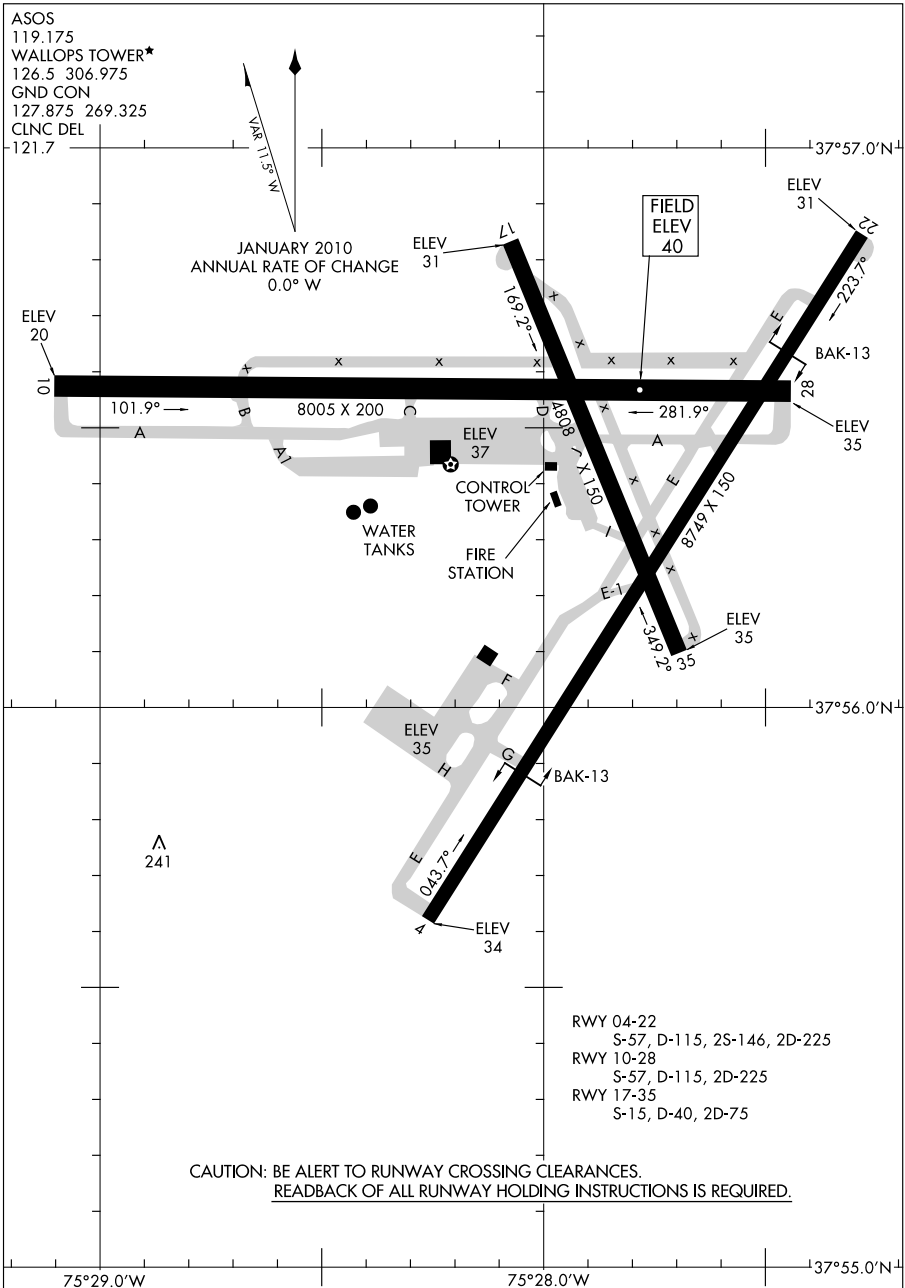 ASOS
119.175
WALLOPS TOWER★
126.5 306.975
GND CON
127.875 269.325
CLNC DEL
121.7
VAR 11.5° W
37°57.0'N
JANUARY 2010
ANNUAL RATE OF CHANGE
0.0° W
ELEV
31
17
FIELD
ELEV
40
ELEV
31
22
223.7°
169.2°
E
BAK-13
ELEV
20
10
x
x
x
x
x
x
x
x
x
x
101.9°
8005 X 200
B
C
D
281.9°
28
ELEV
35
A
A1
ELEV
37
4808 X 150
J
x
A
x
E
8749 X 150
CONTROL
TOWER
WATER
TANKS
FIRE
STATION
I
x
x
E-1
x
349.2°
35
ELEV
35
F
37°56.0'N
ELEV
35
G
H
BAK-13
241
E
043.7°
4
ELEV
34
RWY 04-22
S-57, D-115, 2S-146, 2D-225
RWY 10-28
S-57, D-115, 2D-225
RWY 17-35
S-15, D-40, 2D-75
CAUTION: BE ALERT TO RUNWAY CROSSING CLEARANCES.
READBACK OF ALL RUNWAY HOLDING INSTRUCTIONS IS REQUIRED.
37°55.0'N
75°29.0'W
75°28.0'W